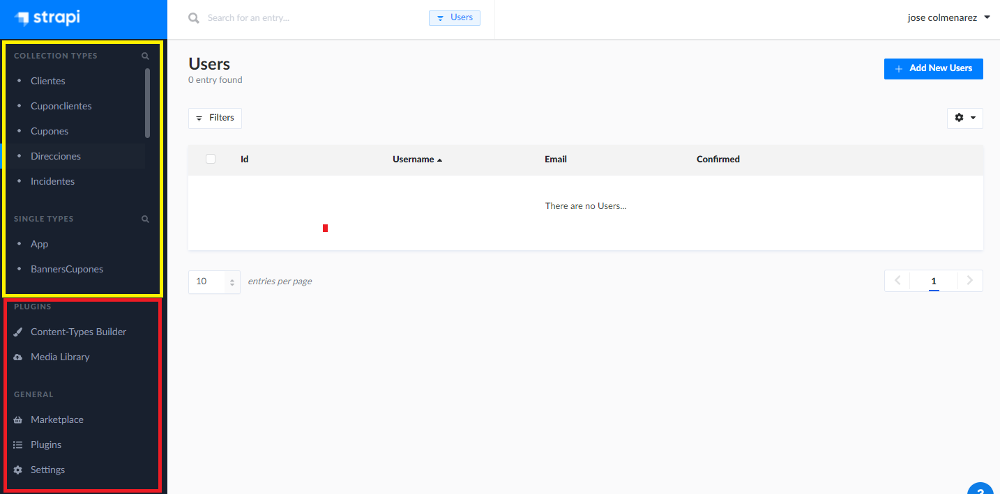 strapi
Search for an entry...
Users
jose colmenarez
COLLECTION TYPES
Clientes
Cuponclientes
Cupones
Direcciones
Incidentes
SINGLE TYPES
App
BannersCupones
PLUGINS
Content-Types Builder
Media Library
GENERAL
Marketplace
Plugins
Settings
Users
0 entry found
Add New Users
Filters
Id Username Email Confirmed
There are no Users...
10 entries per page
1
?